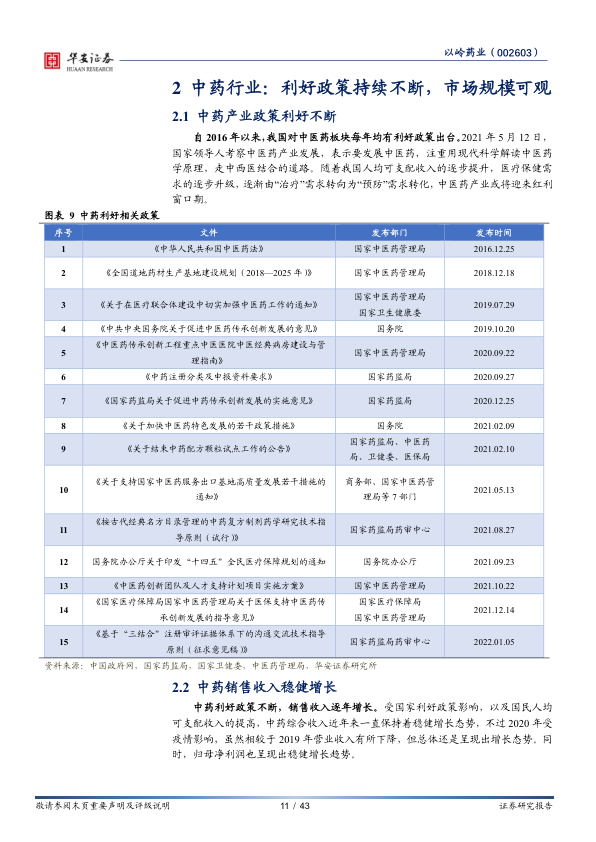 华安证券
HUAAN RESEARCH
以岭药业（002603）
2 中药行业：利好政策持续不断，市场规模可观
2.1 中药产业政策利好不断
自 2016 年以来，我国对中医药板块每年均有利好政策出台。2021 年 5 月 12 日，
国家领导人考察中医药产业发展，表示要发展中医药，注重用现代科学解读中医药
学原理，走中西医结合的道路。随着我国人均可支配收入的逐步提升，医疗保健需
求的逐步升级，逐渐由“治疗”需求转向为“预防”需求转化，中医药产业或将迎来红利
窗口期。
图表 9 中药利好相关政策
序号 文件 发布部门 发布时间
1 《中华人民共和国中医药法》 国家中医药管理局 2016.12.25
2 《全国道地药材生产基地建设规划（2018—2025 年）》 国家中医药管理局 2018.12.18
3 《关于在医疗联合体建设中切实加强中医药工作的通知》 国家中医药管理局
国家卫生健康委 2019.07.29
4 《中共中央国务院关于促进中医药传承创新发展的意见》 国务院 2019.10.20
5 《中医药传承创新工程重点中医医院中医经典病房建设与管
理指南》 国家中医药管理局 2020.09.22
6 《中药注册分类及申报资料要求》 国家药监局 2020.09.27
7 《国家药监局关于促进中药传承创新发展的实施意见》 国家药监局 2020.12.25
8 《关于加快中医药特色发展的若干政策措施》 国务院 2021.02.09
9 《关于结束中药配方颗粒试点工作的公告》 国家药监局、中医药
局、卫健委、医保局 2021.02.10
10 《关于支持国家中医药服务出口基地高质量发展若干措施的
通知》 商务部、国家中医药管
理局等 7 部门 2021.05.13
11 《按古代经典名方目录管理的中药复方制剂药学研究技术指
导原则（试行）》 国家药监局药审中心 2021.08.27
12 国务院办公厅关于印发“十四五”全民医疗保障规划的通知 国务院办公厅 2021.09.23
13 《中医药创新团队及人才支持计划项目实施方案》 国家中医药管理局 2021.10.22
14 《国家医疗保障局国家中医药管理局关于医保支持中医药传
承创新发展的指导意见》 国家医疗保障局
国家中医药管理局 2021.12.14
15 《基于“三结合”注册审评证据体系下的沟通交流技术指导
原则（征求意见稿）》 国家药监局药审中心 2022.01.05
资料来源：中国政府网，国家药监局，国家卫健委，中医药管理局，华安证券研究所
2.2 中药销售收入稳健增长
中药利好政策不断，销售收入逐年增长。受国家利好政策影响，以及国民人均
可支配收入的提高，中药综合收入近年来一直保持着稳健增长态势，不过 2020 年受
疫情影响，虽然相较于 2019 年营业收入有所下降，但总体还是呈现出增长态势。同
时，归母净利润也呈现出稳健增长趋势。
敬请参阅末页重要声明及评级说明 11 / 43 证券研究报告